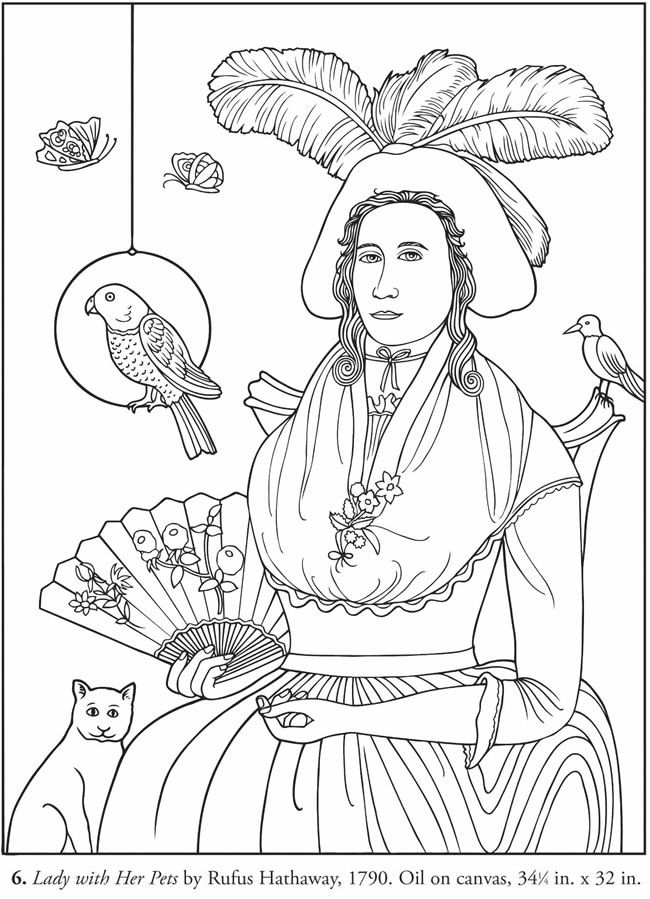 6. Lady with Her Pets by Rufus Hathaway, 1790. Oil on canvas, 34¼ in. x 32 in.